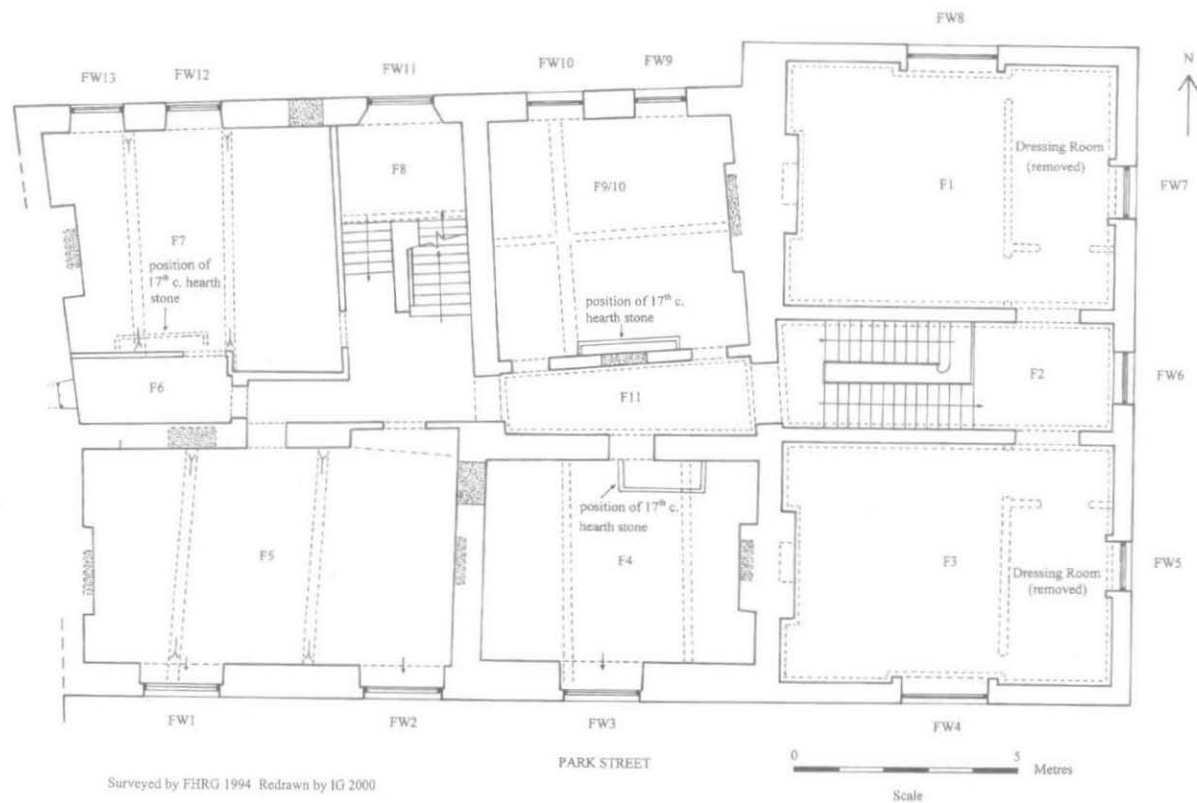 FW8
FW13
FW12
FW11
FW10
FW9
N
F8
F9/10
F1
Dressing Room
(removed)
FW7
F7
position of
17th c. hearth
stone
position of 17th c.
hearth stone
F6
F11
F2
FW6
position of 17th c.
hearth stone
F5
F4
F3
FW5
Dressing Room
(removed)
FW1
FW2
FW3
FW4
PARK STREET
0
5
Metres
Scale
Surveyed by FHRG 1994 Redrawn by IG 2000